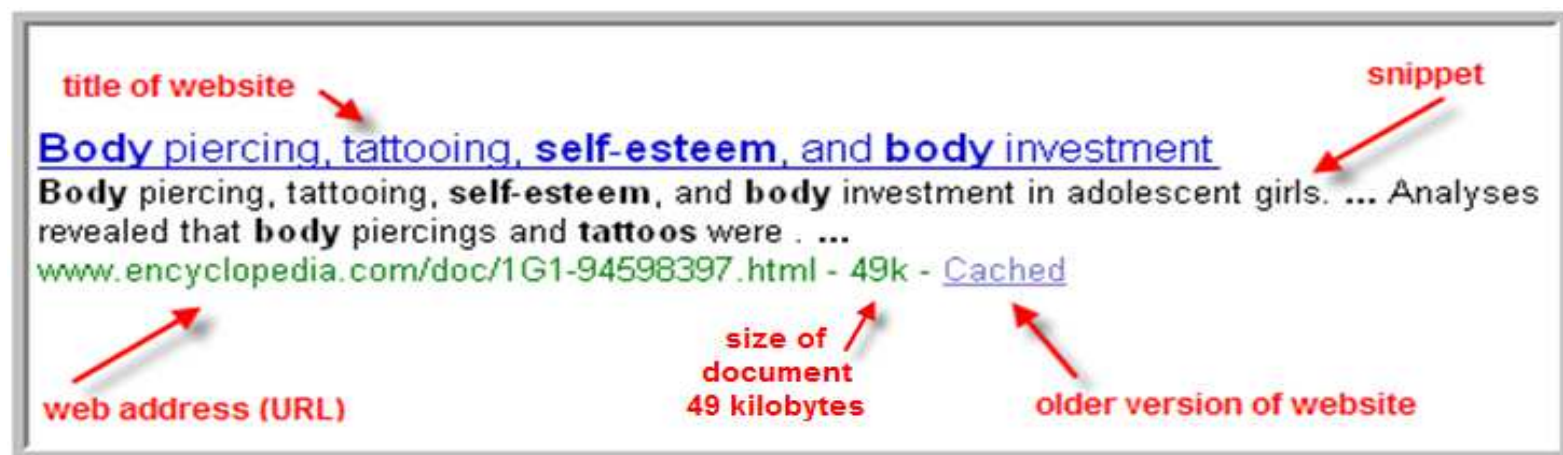 title of website
snippet
Body piercing, tattooing, self-esteem, and body investment
Body piercing, tattooing, self-esteem, and body investment in adolescent girls. ... Analyses
revealed that body piercings and tattoos were . ...
www.encyclopedia.com/doc/1G1-94598397.html - 49k - Cached
web address (URL)
size of
document
49 kilobytes
older version of website